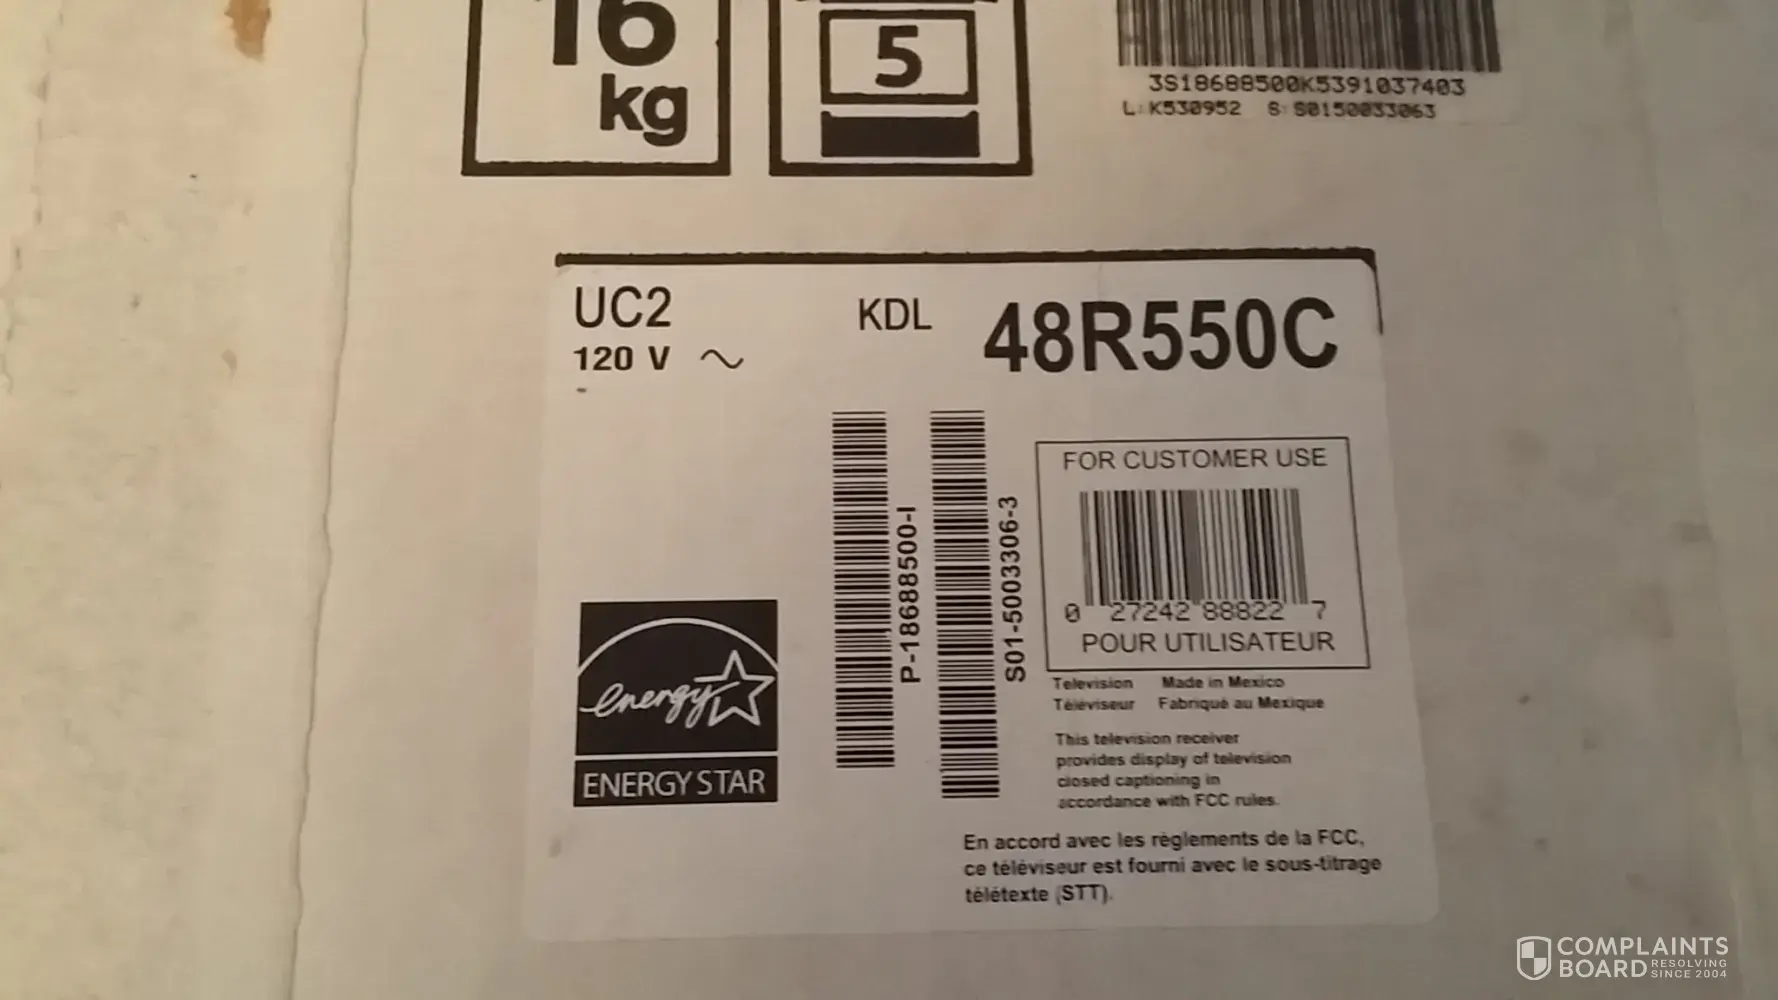 16
kg
5
3S18688500K5391037403
L: K530952 S: S0150033063
UC2
120 V ~
KDL
48R550C
P-18688500-I
S01-5003306-3
FOR CUSTOMER USE
0 27242 88822 7
POUR UTILISATEUR
Television Made in Mexico
Téléviseur Fabriqué au Mexique
This television receiver
provides display of television
closed captioning in
accordance with FCC rules.
En accord avec les règlements de la FCC,
ce téléviseur est fourni avec le sous-titrage
télétexte (STT).
energy
ENERGY STAR
COMPLAINTS
BOARD RESOLVING
SINCE 2004